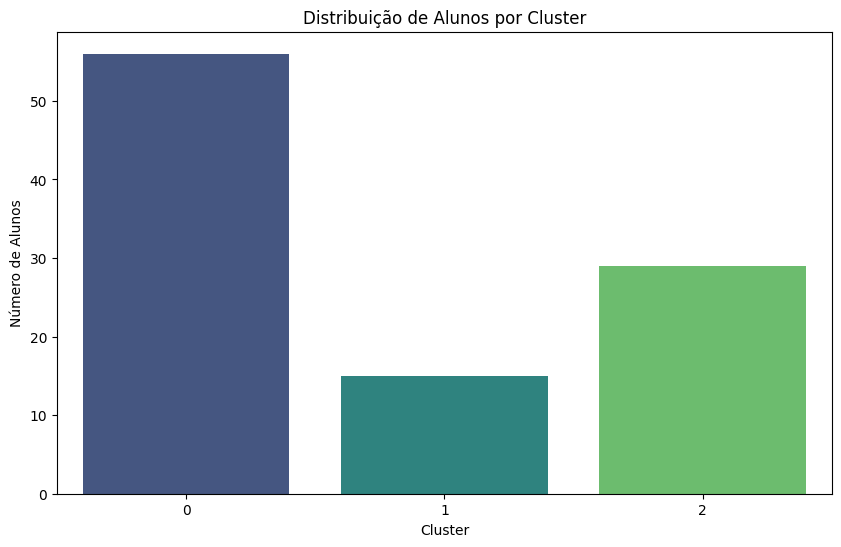 Distribuição de Alunos por Cluster
Número de Alunos
50
40
30
20
10
0
0 1 2
Cluster